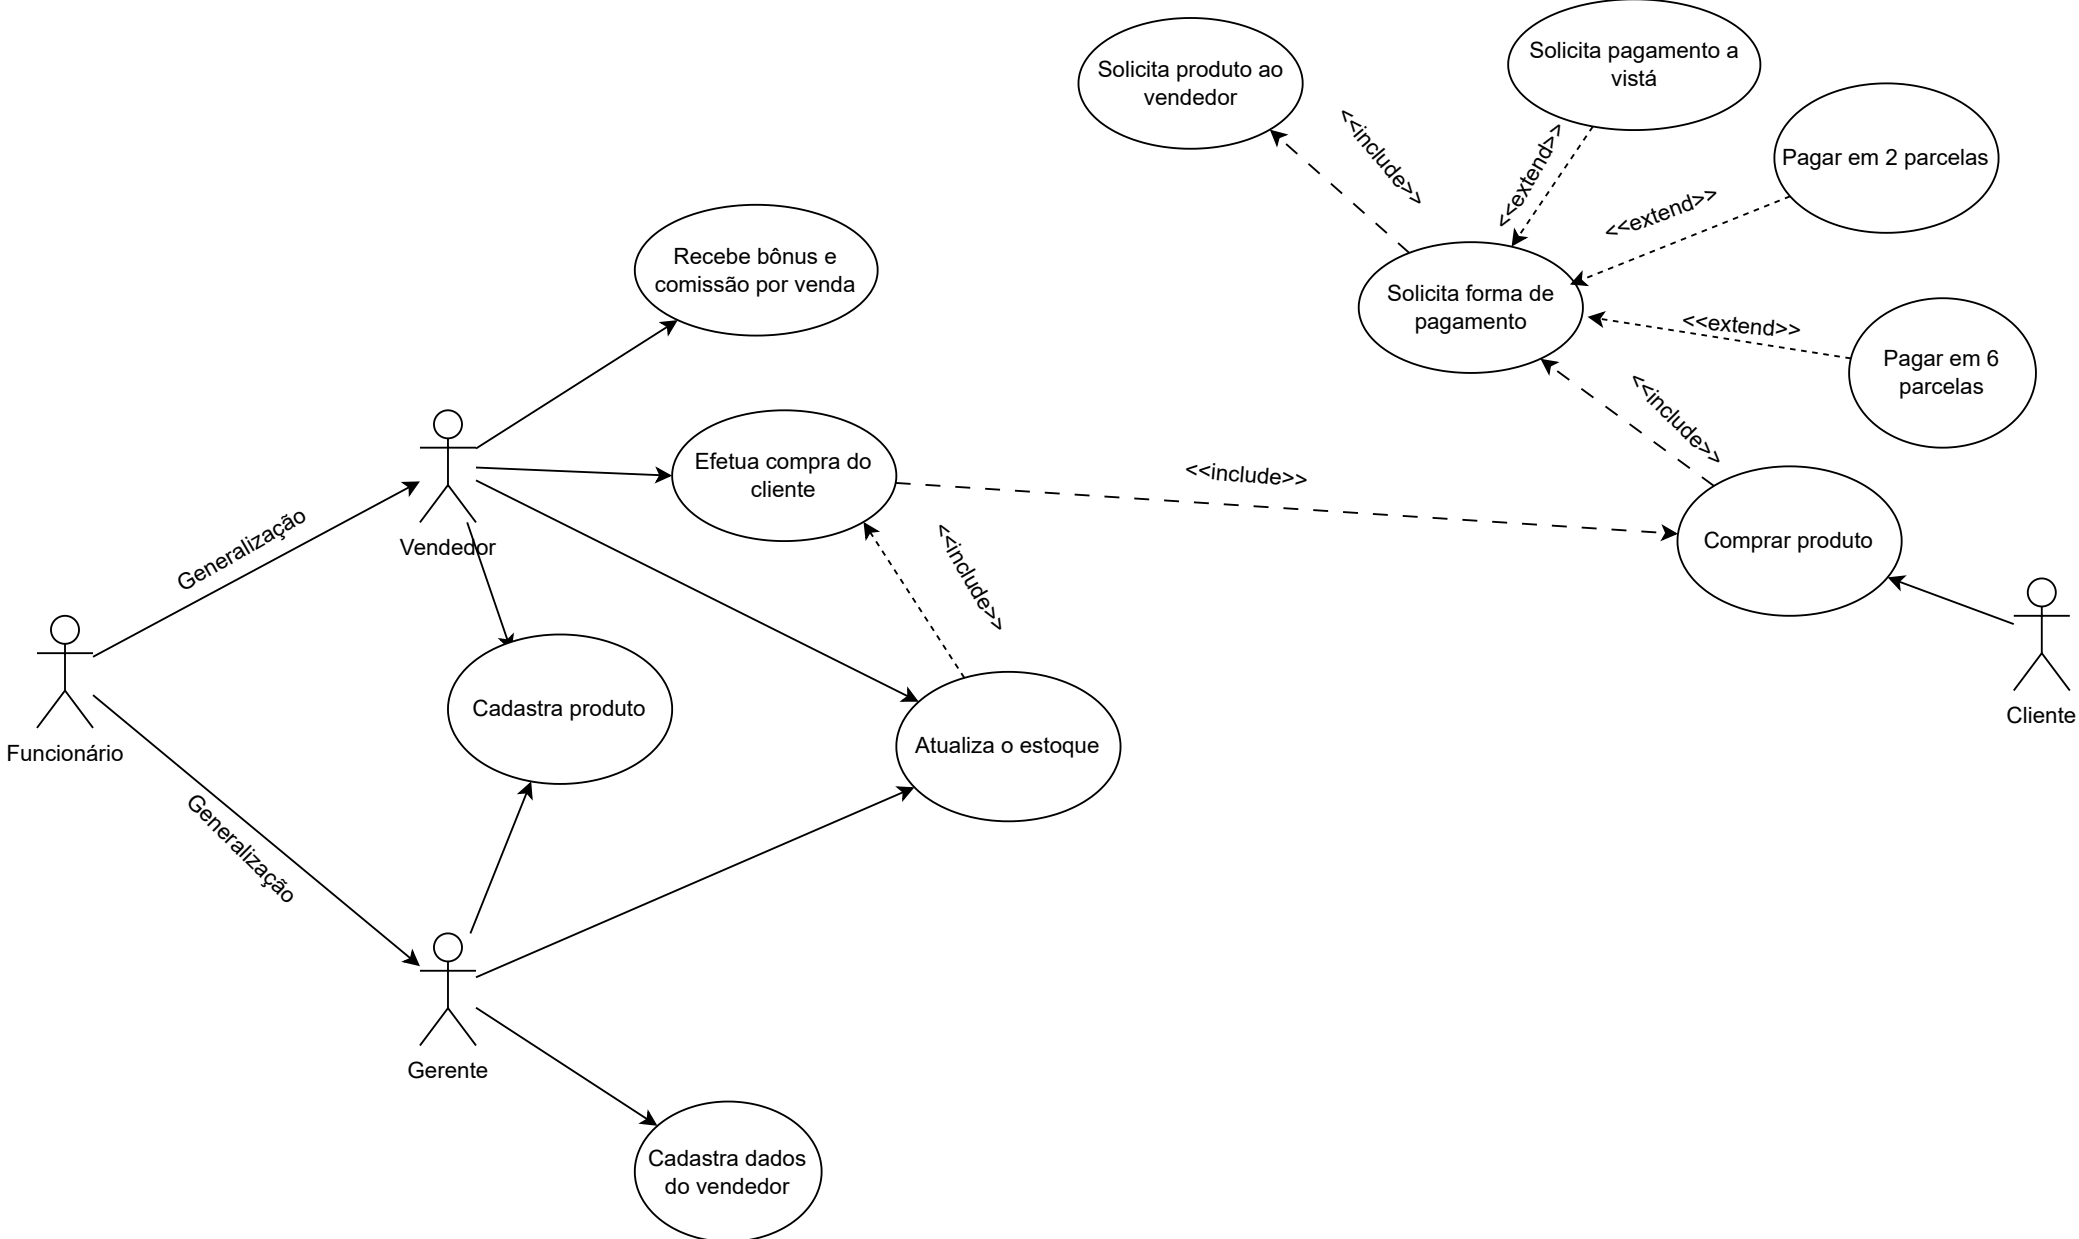 Solicita pagamento a
vistá
Solicita produto ao
vendedor
<<include>>
<<extend>>
Pagar em 2 parcelas
<<extend>>
Recebe bônus e
comissão por venda
Solicita forma de
pagamento
<<extend>>
Pagar em 6
parcelas
<<include>>
Efetua compra do
cliente
<<include>>
Generalização
Vendedor
<<include>>
Comprar produto
Cadastra produto
Cliente
Funcionário
Atualiza o estoque
Generalização
Gerente
Cadastra dados
do vendedor